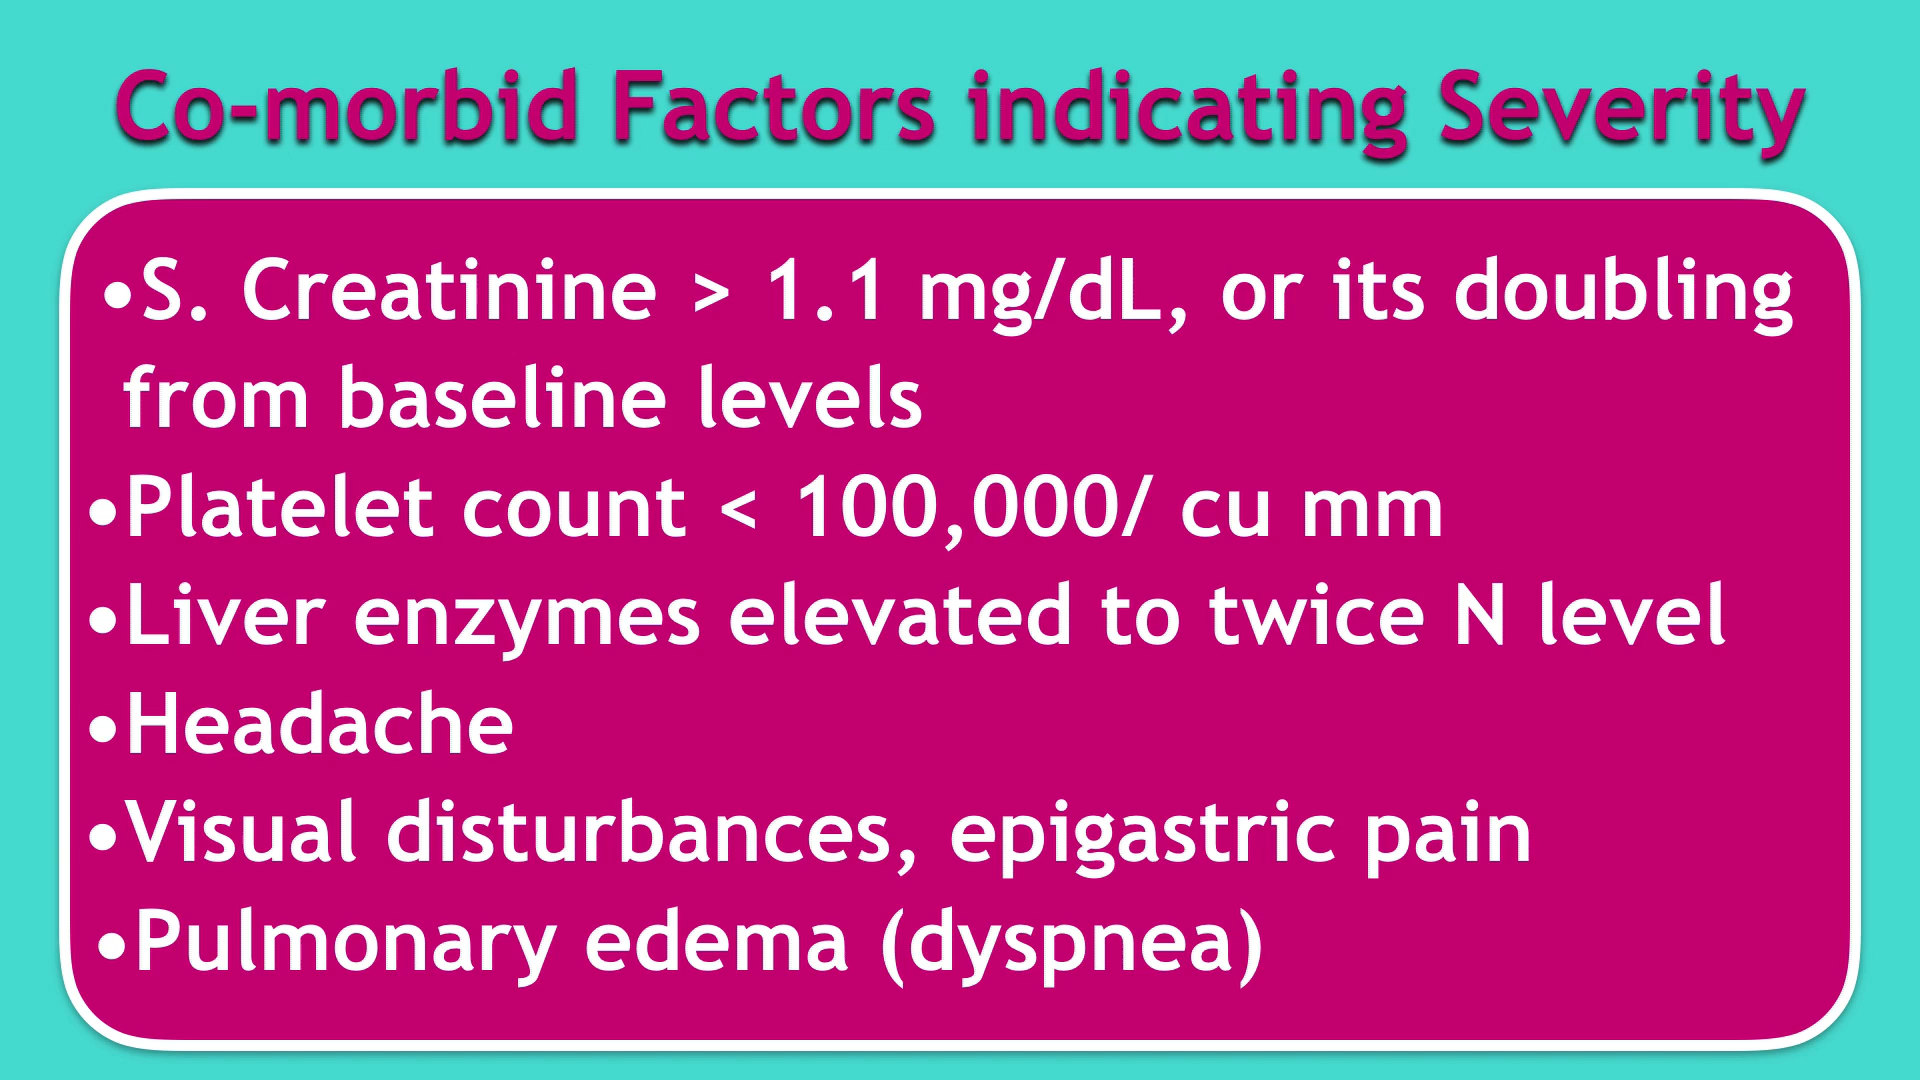 Co-morbid Factors indicating Severity
•S. Creatinine > 1.1 mg/dL, or its doubling
from baseline levels
•Platelet count < 100,000/ cu mm
•Liver enzymes elevated to twice N level
•Headache
•Visual disturbances, epigastric pain
•Pulmonary edema (dyspnea)